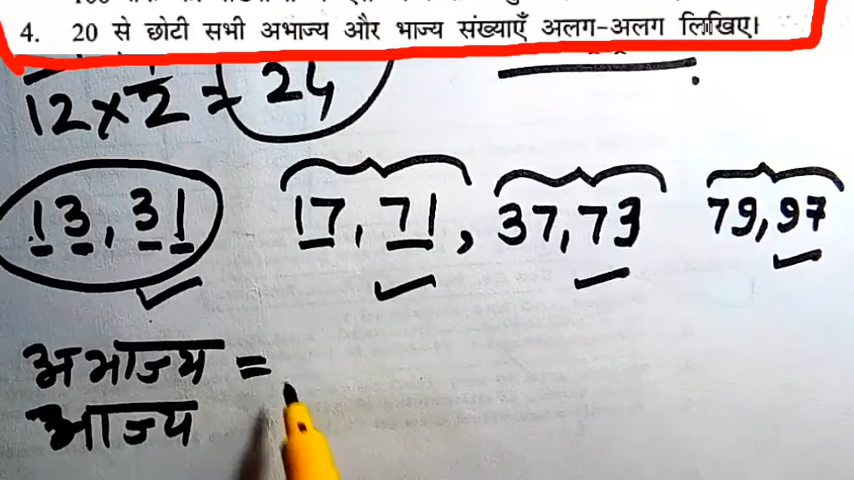 4. 20 से छोटी सभी अभाज्य और भाज्य संख्याएँ अलग-अलग लिखिए।
12 × 2 = 24
13, 31 17, 71, 37, 73 79, 97
अभाज्य =
भाज्य